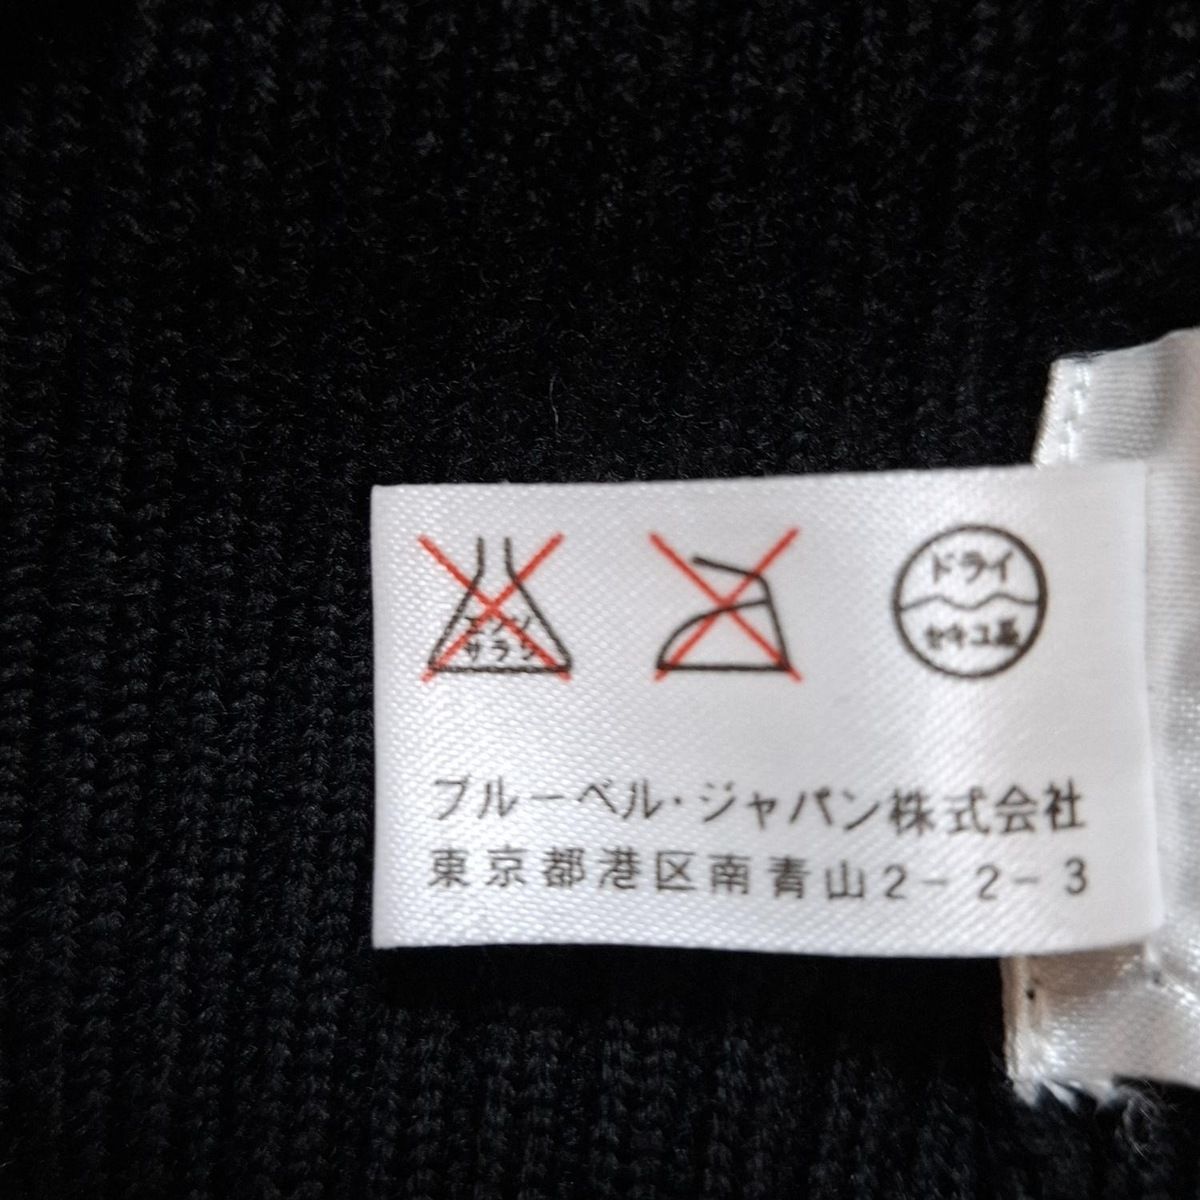 エンソ
サラシ
ドライ
セキユ系
ブルーベル・ジャパン株式会社
東京都港区南青山2-2-3